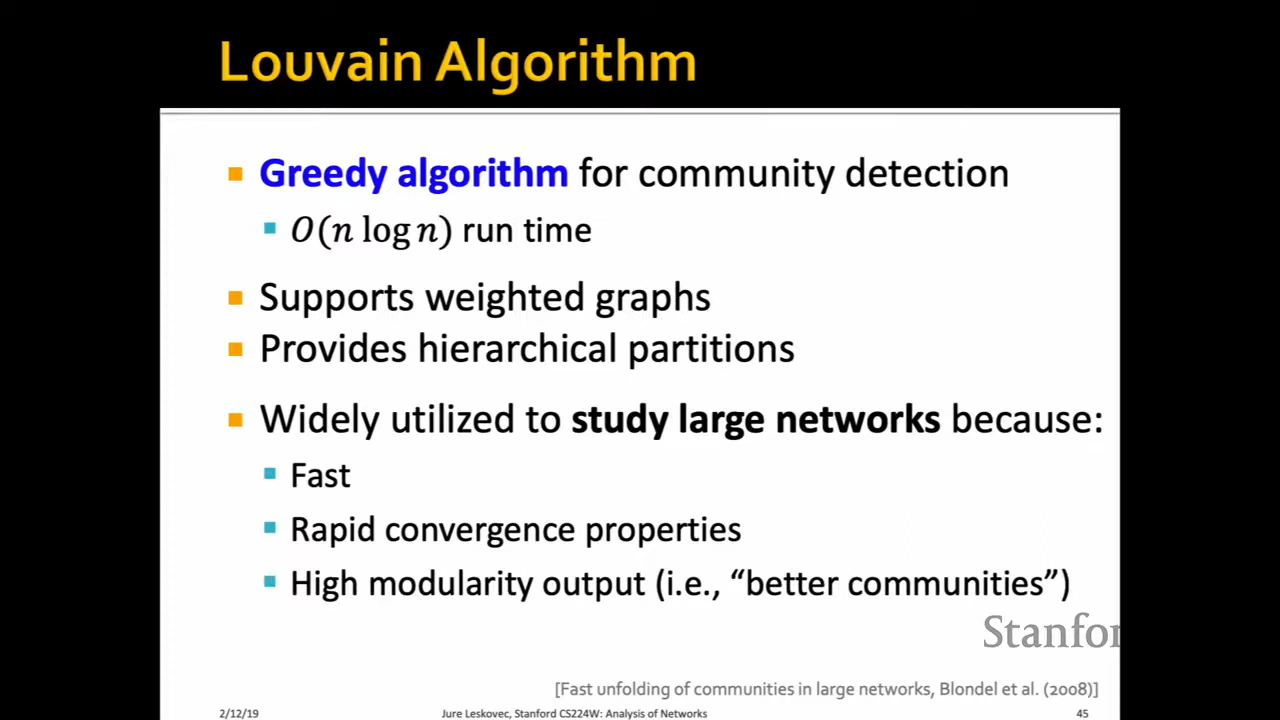 Louvain Algorithm
Greedy algorithm for community detection
O(n log n) run time
Supports weighted graphs
Provides hierarchical partitions
Widely utilized to study large networks because:
Fast
Rapid convergence properties
High modularity output (i.e., “better communities”)
Stanfor
[Fast unfolding of communities in large networks, Blondel et al. (2008)]
2/12/19 Jure Leskovec, Stanford CS224W: Analysis of Networks 45